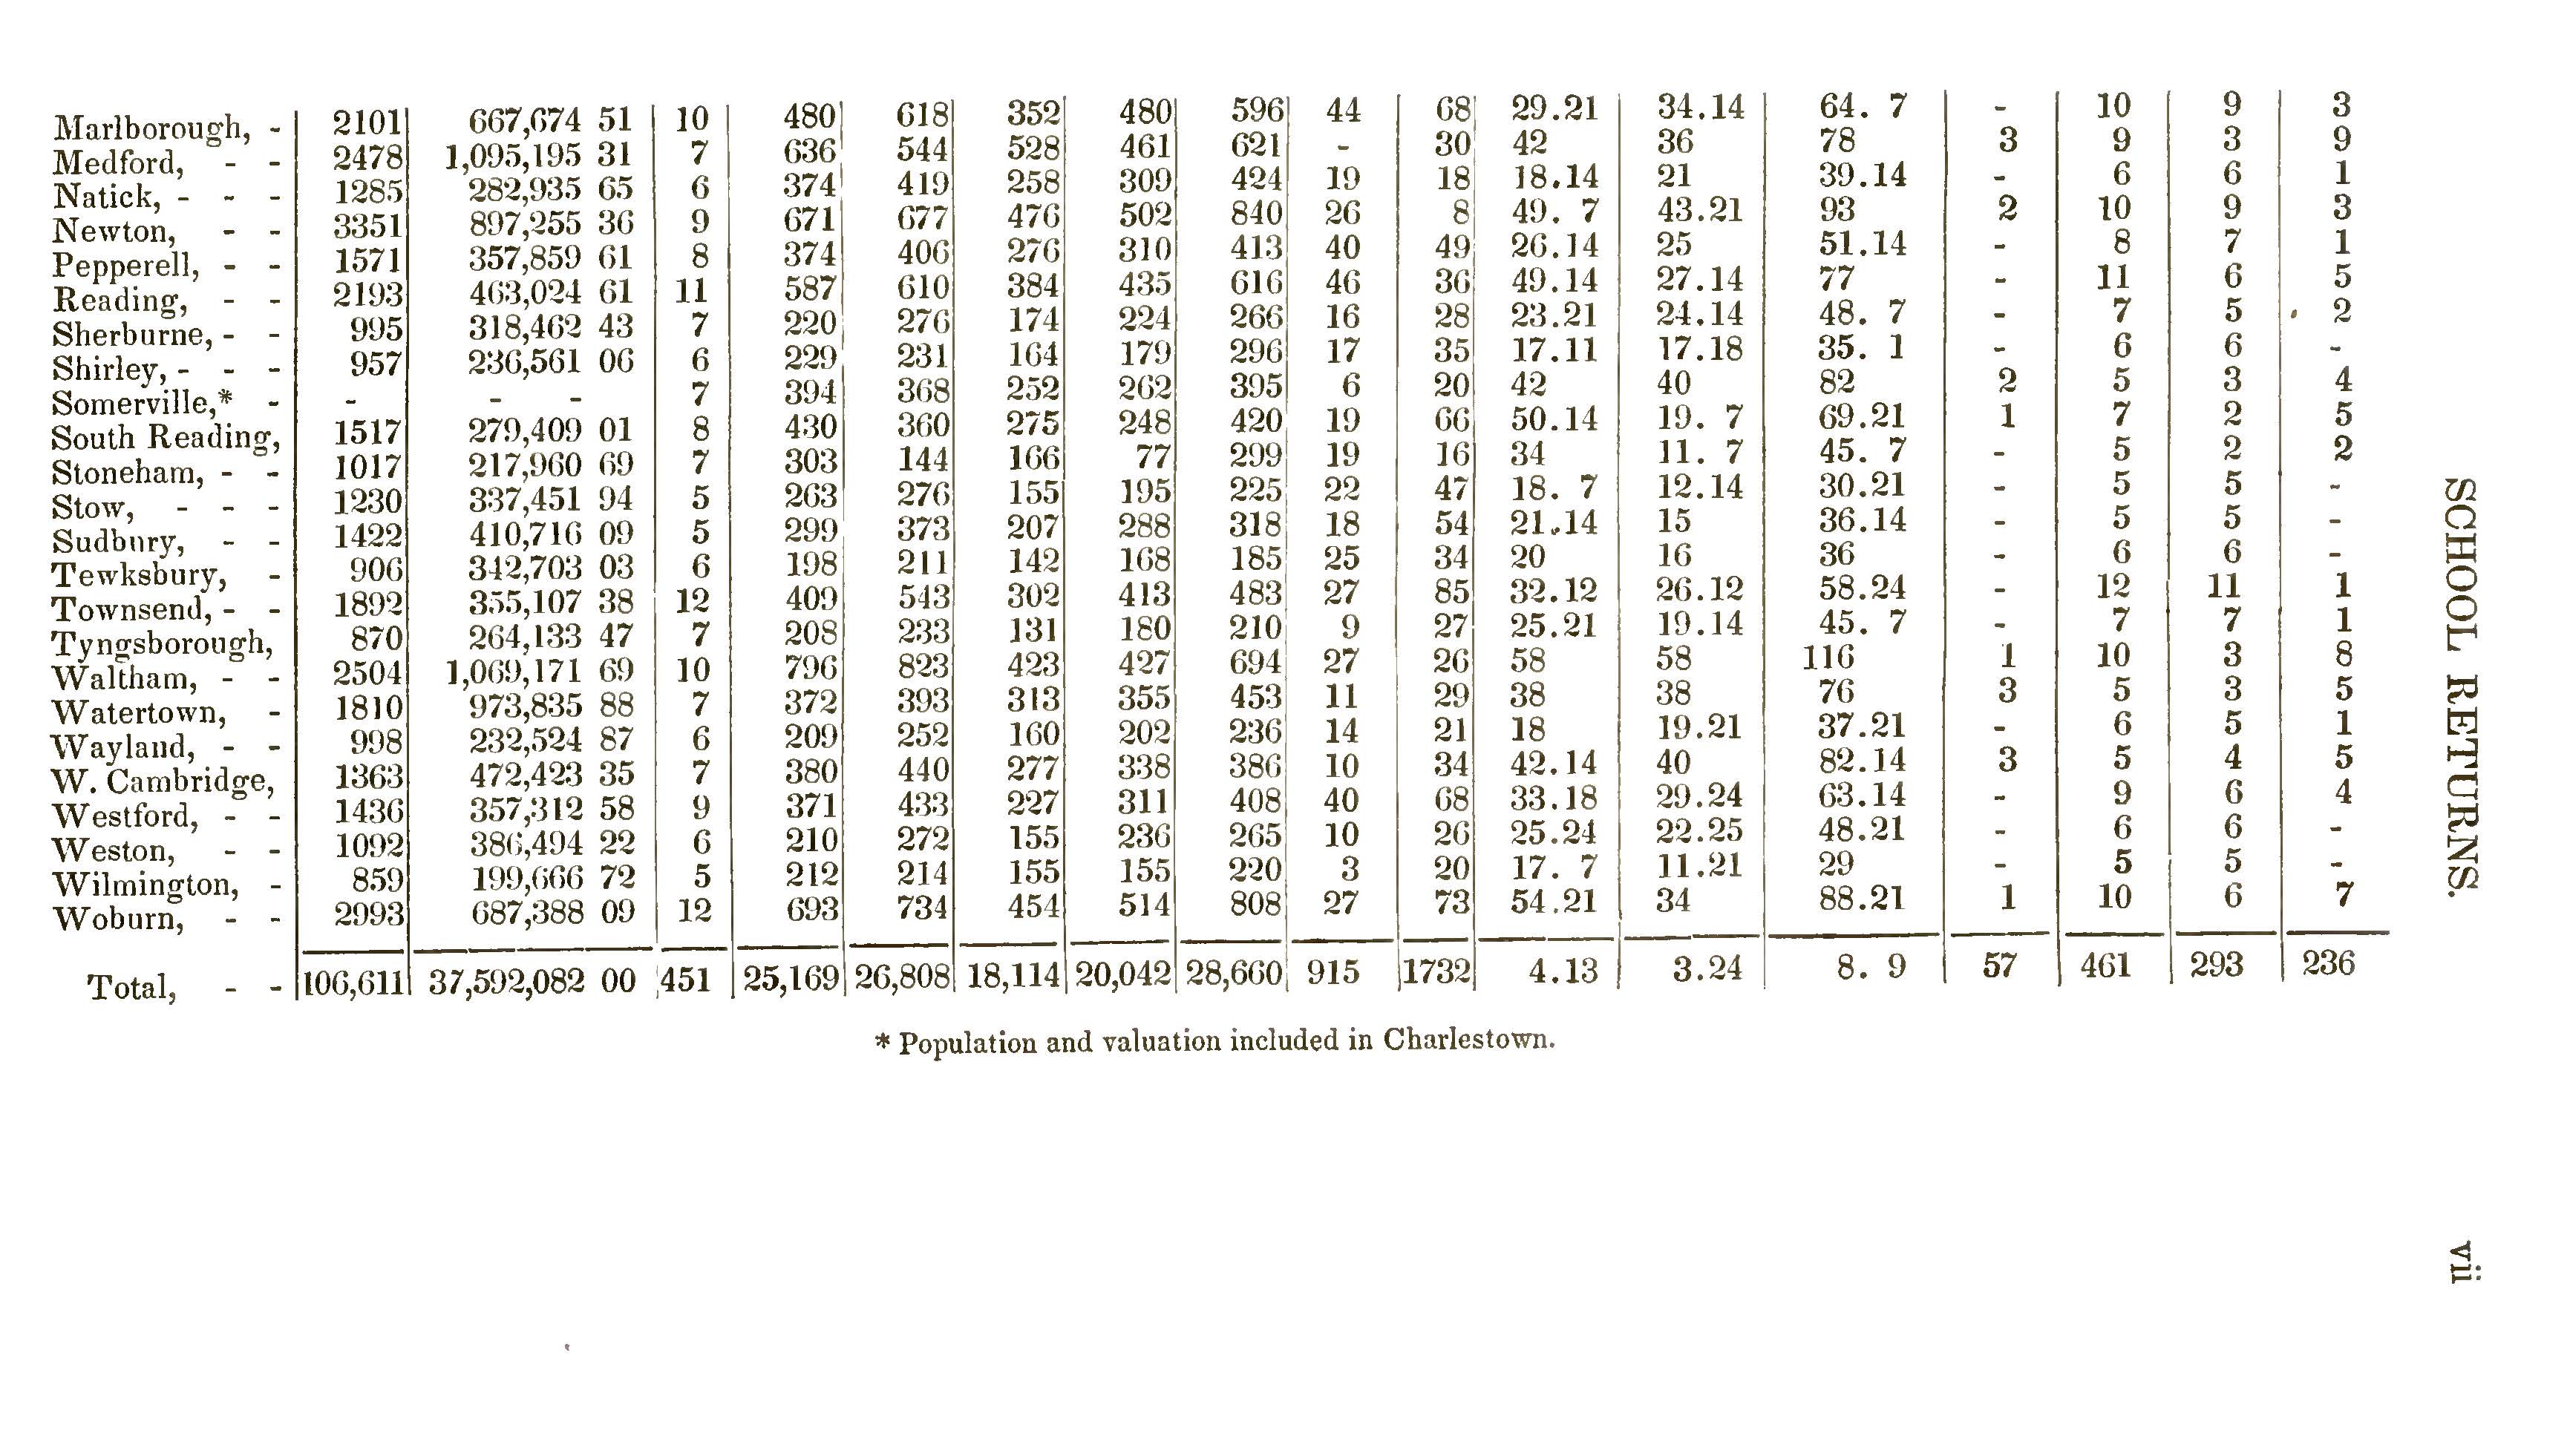 Marlborough, - 2101 667,674 51 10 480 618 352 480 596 44 68 29.21 34.14 64. 7 - 10 9 3
Medford, - - 2478 1,095,195 31 7 636 544 528 461 621 - 30 42 36 78 3 9 3 9
Natick, - - - 1285 282,935 65 6 374 419 258 309 424 19 18 18.14 21 39.14 - 6 6 1
Newton, - - 3351 897,255 36 9 671 677 476 502 840 26 8 49. 7 43.21 93 2 10 9 3
Pepperell, - - 1571 357,859 61 8 374 406 276 310 413 40 49 26.14 25 51.14 - 8 7 1
Reading, - - 2193 463,024 61 11 587 610 384 435 616 46 36 49.14 27.14 77 - 11 6 5
Sherburne, - - 995 318,462 43 7 220 276 174 224 266 16 28 23.21 24.14 48. 7 - 7 5 2
Shirley, - - - 957 236,561 06 6 229 231 164 179 296 17 35 17.11 17.18 35. 1 - 6 6 -
Somerville,* - - - - 7 394 368 252 262 395 6 20 42 40 82 2 5 3 4
South Reading, 1517 279,409 01 8 430 360 275 248 420 19 66 50.14 19. 7 69.21 1 7 2 5
Stoneham, - - 1017 217,960 69 7 303 144 166 77 299 19 16 34 11. 7 45. 7 - 5 2 2
Stow, - - - 1230 337,451 94 5 263 276 155 195 225 22 47 18. 7 12.14 30.21 - 5 5 -
Sudbury, - - 1422 410,716 09 5 299 373 207 288 318 18 54 21.14 15 36.14 - 5 5 -
Tewksbury, - 906 342,703 03 6 198 211 142 168 185 25 34 20 16 36 - 6 6 -
Townsend, - - 1892 355,107 38 12 409 543 302 413 483 27 85 32.12 26.12 58.24 - 12 11 1
Tyngsborough, 870 264,133 47 7 208 233 131 180 210 9 27 25.21 19.14 45. 7 - 7 7 1
Waltham, - - 2504 1,069,171 69 10 796 823 423 427 694 27 26 58 58 116 1 10 3 8
Watertown, - 1810 973,835 88 7 372 393 313 355 453 11 29 38 38 76 3 5 3 5
Wayland, - - 998 232,524 87 6 209 252 160 202 236 14 21 18 19.21 37.21 - 6 5 1
W. Cambridge, 1363 472,423 35 7 380 440 277 338 386 10 34 42.14 40 82.14 3 5 4 5
Westford, - - 1436 357,312 58 9 371 433 227 311 408 40 68 33.18 29.24 63.14 - 9 6 4
Weston, - - 1092 386,494 22 6 210 272 155 236 265 10 26 25.24 22.25 48.21 - 6 6 -
Wilmington, - 859 199,666 72 5 212 214 155 155 220 3 20 17. 7 11.21 29 - 5 5 -
Woburn, - - 2993 687,388 09 12 693 734 454 514 808 27 73 54.21 34 88.21 1 10 6 7
Total, - - 106,611 37,592,082 00 451 25,169 26,808 18,114 20,042 28,660 915 1732 4.13 3.24 8. 9 57 461 293 236
* Population and valuation included in Charlestown.
SCHOOL RETURNS.
vii